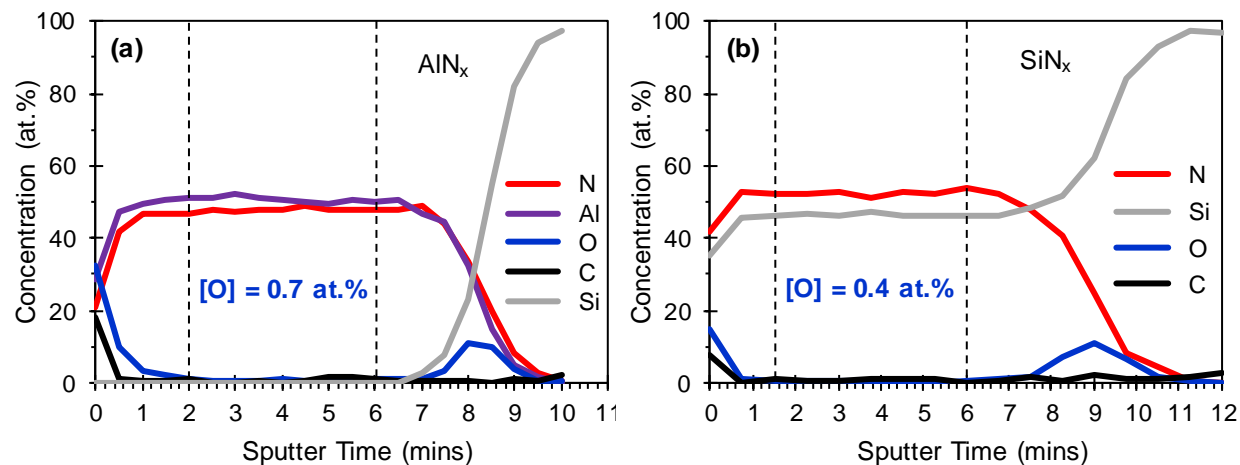 (a)
AlNₓ
Concentration (at.%)
100
80
60
40
20
0
N
Al
O
C
Si
[O] = 0.7 at.%
0 1 2 3 4 5 6 7 8 9 10 11
Sputter Time (mins)
(b)
SiNₓ
Concentration (at.%)
100
80
60
40
20
0
N
Si
O
C
[O] = 0.4 at.%
0 1 2 3 4 5 6 7 8 9 10 11 12
Sputter Time (mins)